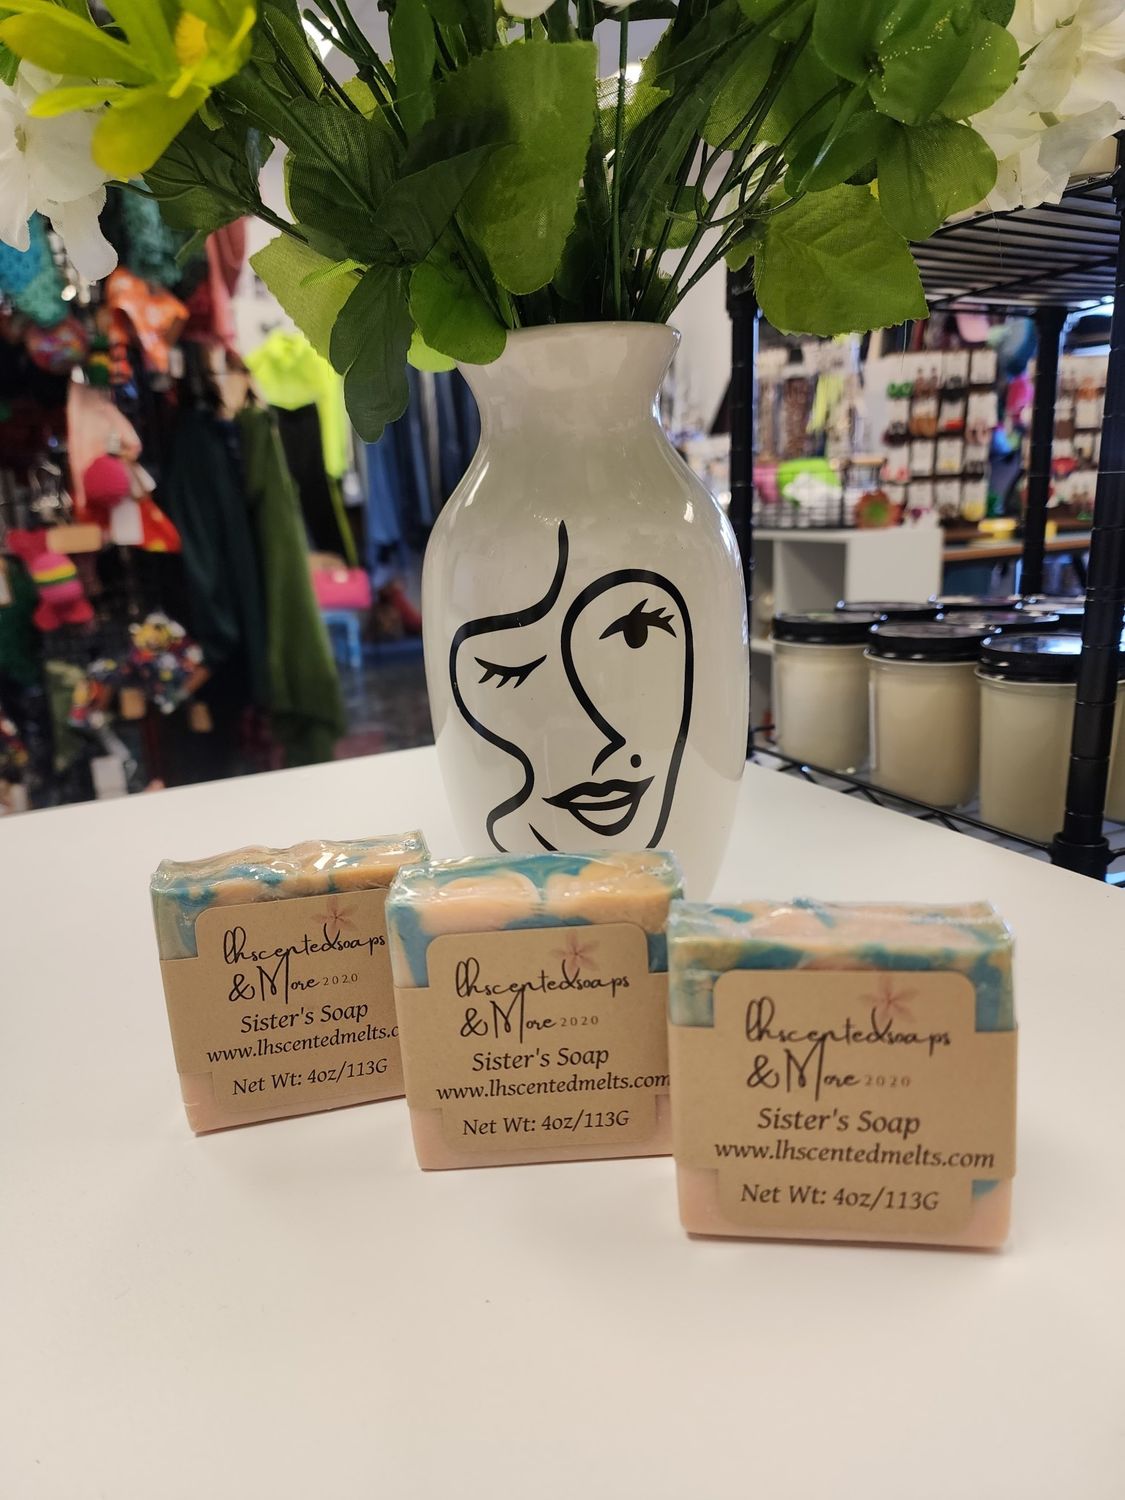 lhscentedsoaps
& More 2020
Sister's Soap
www.lhscentedmelts.c
Net Wt: 4oz/113G
lhscentedsoaps
& More 2020
Sister's Soap
www.lhscentedmelts.com
Net Wt: 4oz/113G
lhscentedsoaps
& More 2020
Sister's Soap
www.lhscentedmelts.com
Net Wt: 4oz/113G